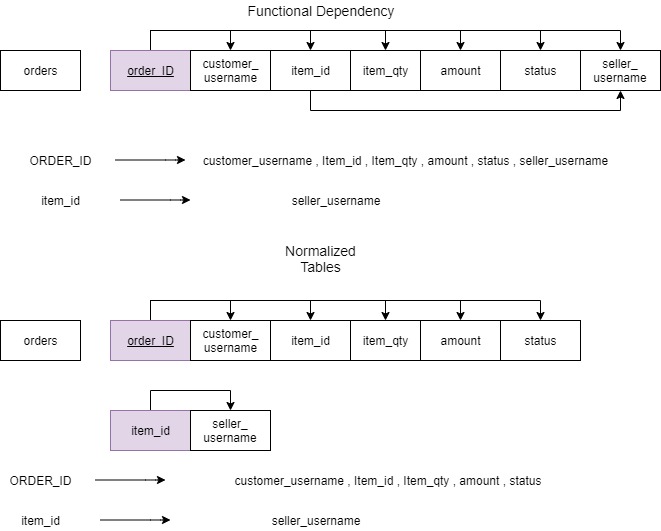 Functional Dependency
orders order_ID customer_ username item_id item_qty amount status seller_ username
ORDER_ID customer_username , Item_id , Item_qty , amount , status , seller_username
item_id seller_username
Normalized
Tables
orders order_ID customer_ username item_id item_qty amount status
item_id seller_ username
ORDER_ID customer_username , Item_id , Item_qty , amount , status
item_id seller_username